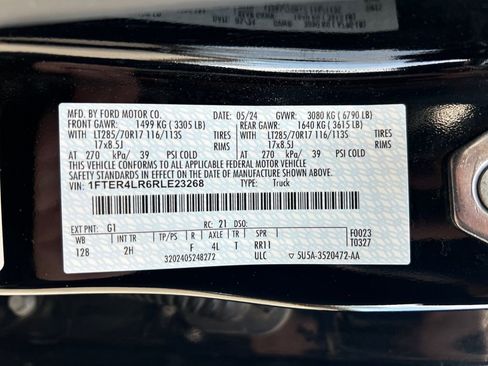 MFD. BY FORD MOTOR CO. 05/24 GVWR: 3080 KG ( 6790 LB)
FRONT GAWR: 1499 KG ( 3305 LB) REAR GAWR: 1640 KG ( 3615 LB)
WITH LT285/70R17 116/113S TIRES WITH LT285/70R17 116/113S TIRES
17x8.5J RIMS 17x8.5J RIMS
AT 270 kPa/ 39 PSI COLD AT 270 kPa/ 39 PSI COLD
THIS VEHICLE CONFORMS TO ALL APPLICABLE FEDERAL MOTOR VEHICLE
SAFETY STANDARDS IN EFFECT ON THE DATE OF MANUFACTURE SHOWN ABOVE.
VIN: 1FTER4LR6RLE23268 TYPE: Truck
EXT PNT: G1 RC: 21 DSO: F0023
WB INT TR TP/PS R AXLE TR SPR T0327
128 2H F 4L T RR11
3202405248272 ULC 5U5A-3520472-AA